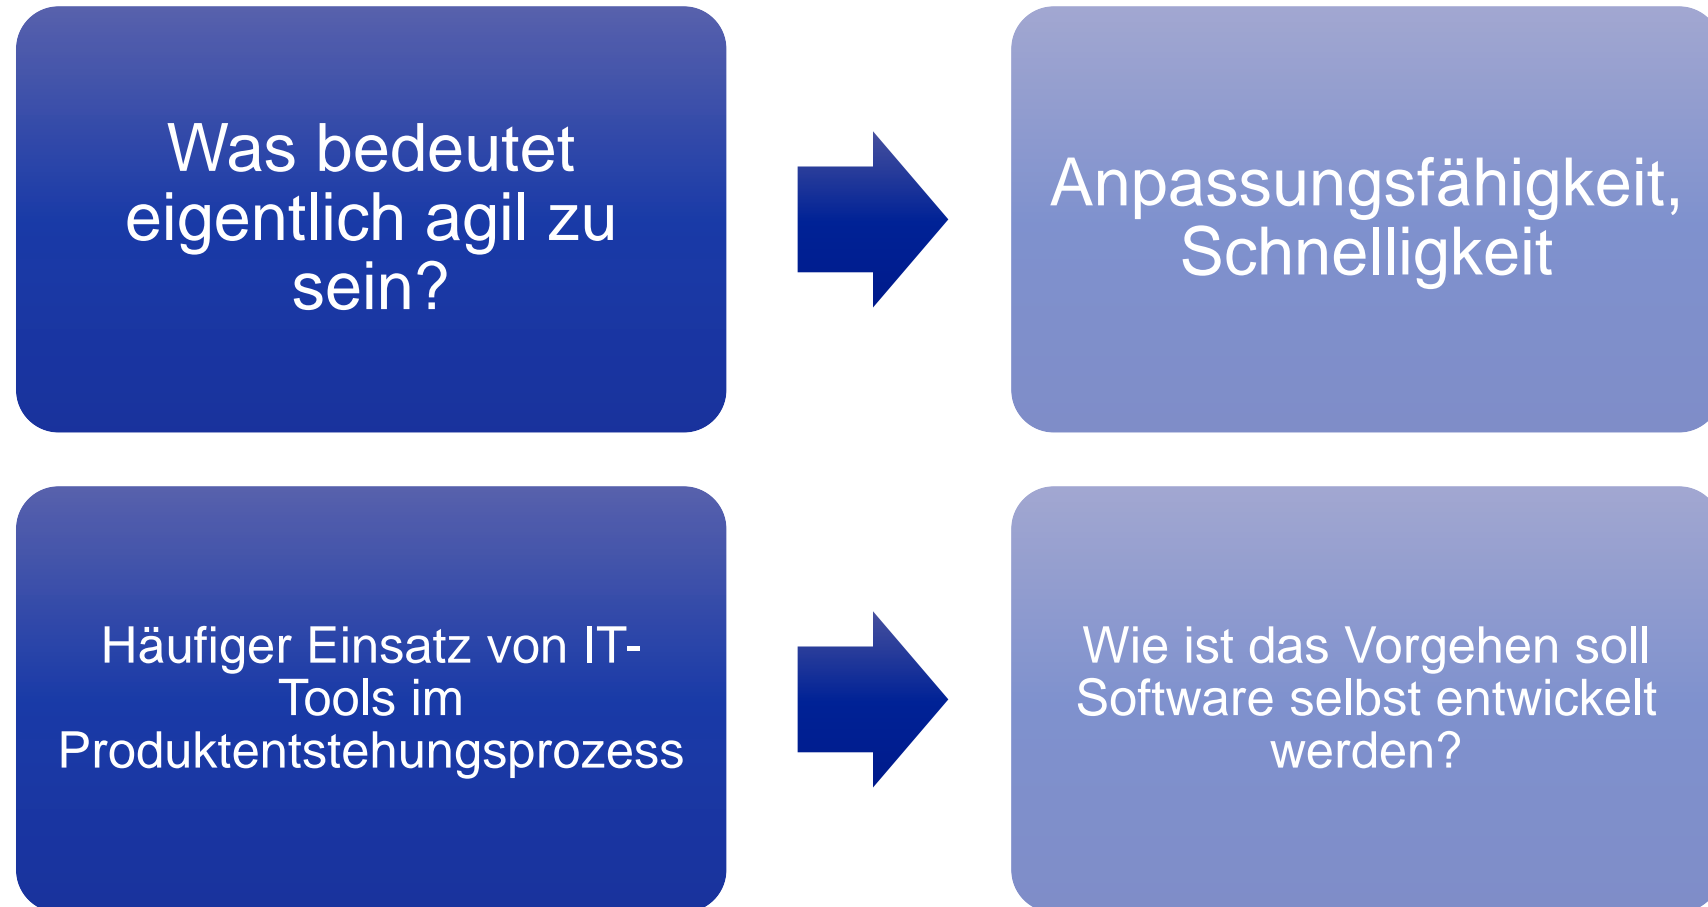 Was bedeutet
eigentlich agil zu
sein?
Anpassungsfähigkeit,
Schnelligkeit
Häufiger Einsatz von IT-
Tools im
Produktentstehungsprozess
Wie ist das Vorgehen soll
Software selbst entwickelt
werden?